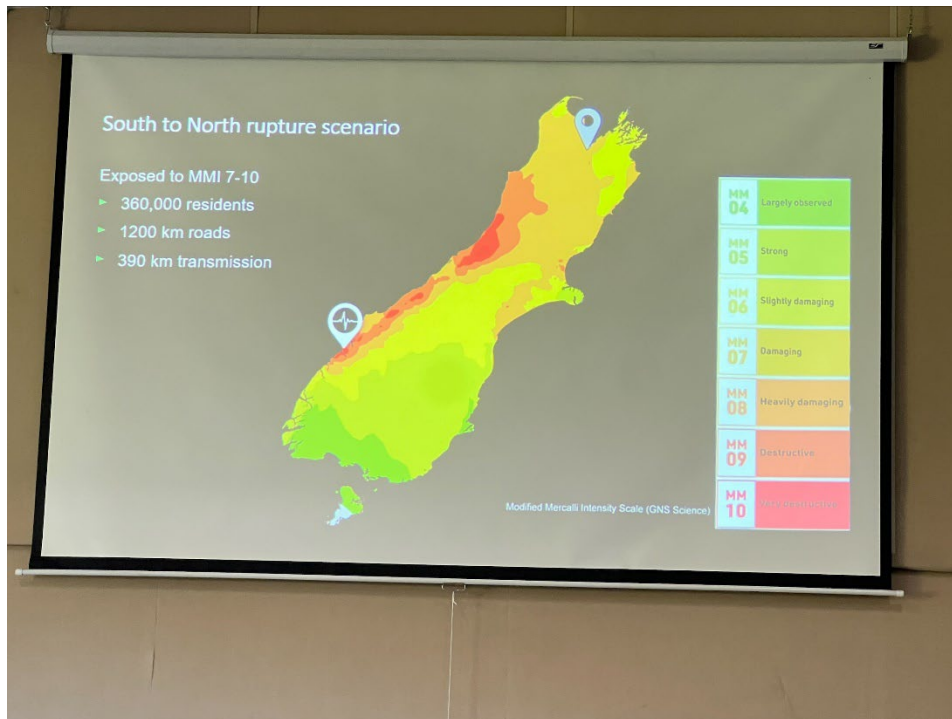 South to North rupture scenario
Exposed to MMI 7-10
360,000 residents
1200 km roads
390 km transmission
MM
04
Largely observed
MM
05
Strong
MM
06
Slightly damaging
MM
07
Damaging
MM
08
Heavily damaging
MM
09
Destructive
MM
10
Modified Mercalli Intensity Scale (GNS Science)